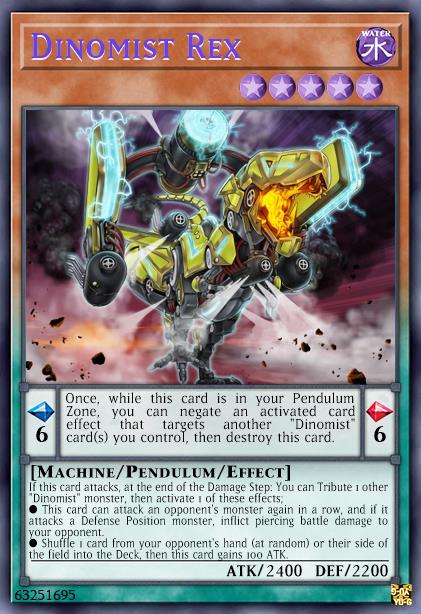 DINOMIST REX
WATER
水
Once, while this card is in your Pendulum
Zone, you can negate an activated card
effect that targets another "Dinomist"
card(s) you control, then destroy this card.
6
6
[MACHINE/PENDULUM/EFFECT]
If this card attacks, at the end of the Damage Step: You can Tribute 1 other
"Dinomist" monster, then activate 1 of these effects;
● This card can attack an opponent's monster again in a row, and if it
attacks a Defense Position monster, inflict piercing battle damage to
your opponent.
● Shuffle 1 card from your opponent's hand (at random) or their side of
the field into the Deck, then this card gains 100 ATK.
ATK/2400 DEF/2200
63251695